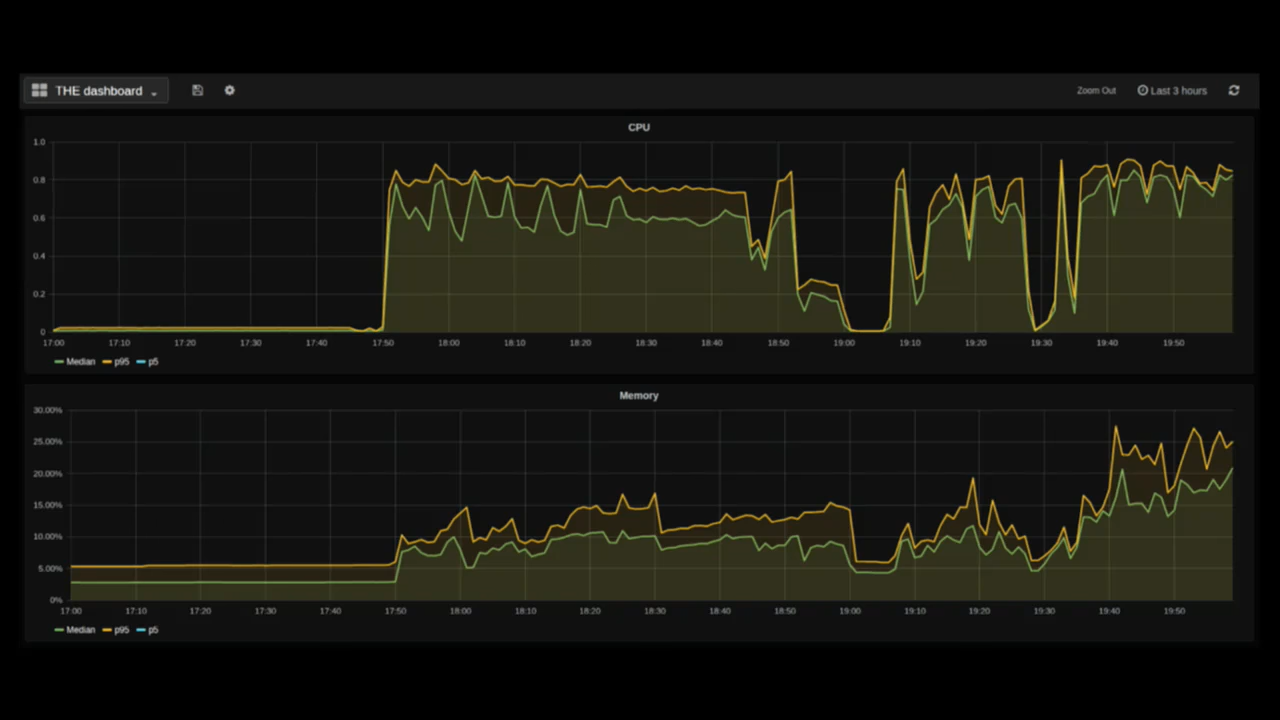 THE dashboard
Zoom Out Last 3 hours
CPU
1.0
0.8
0.6
0.4
0.2
0
17:00 17:10 17:20 17:30 17:40 17:50 18:00 18:10 18:20 18:30 18:40 18:50 19:00 19:10 19:20 19:30 19:40 19:50
Median p95 p5
Memory
30.00%
25.00%
20.00%
15.00%
10.00%
5.00%
0%
17:00 17:10 17:20 17:30 17:40 17:50 18:00 18:10 18:20 18:30 18:40 18:50 19:00 19:10 19:20 19:30 19:40 19:50
Median p95 p5